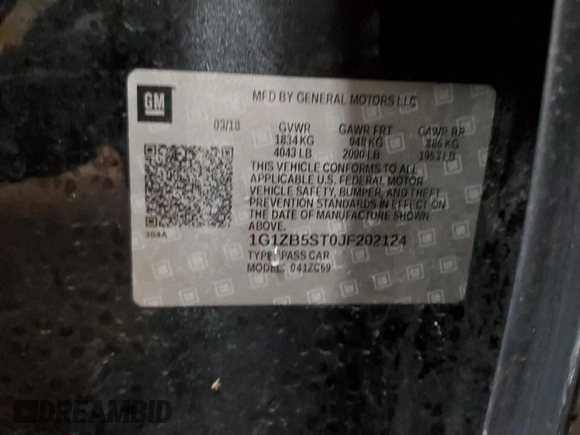 GM
MFD BY GENERAL MOTORS LLC
03/18 GVWR GAWR FRT GAWR RR
1834 KG 948 KG 886 KG
4043 LB 2090 LB 1953 LB
THIS VEHICLE CONFORMS TO ALL
APPLICABLE U.S. FEDERAL MOTOR
VEHICLE SAFETY, BUMPER, AND THEFT
PREVENTION STANDARDS IN EFFECT ON
THE DATE OF MANUFACTURE SHOWN
ABOVE.
384A
1G1ZB5ST0JF202124
TYPE: PASS CAR
MODEL: 041ZC69
DREAMBID